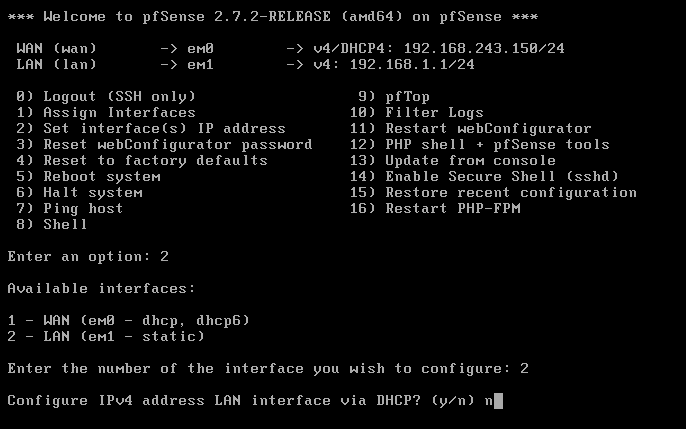 *** Welcome to pfSense 2.7.2-RELEASE (amd64) on pfSense ***
WAN (wan) -> em0 -> v4/DHCP4: 192.168.243.150/24
LAN (lan) -> em1 -> v4: 192.168.1.1/24
0) Logout (SSH only) 9) pfTop
1) Assign Interfaces 10) Filter Logs
2) Set interface(s) IP address 11) Restart webConfigurator
3) Reset webConfigurator password 12) PHP shell + pfSense tools
4) Reset to factory defaults 13) Update from console
5) Reboot system 14) Enable Secure Shell (sshd)
6) Halt system 15) Restore recent configuration
7) Ping host 16) Restart PHP-FPM
8) Shell
Enter an option: 2
Available interfaces:
1 - WAN (em0 - dhcp, dhcp6)
2 - LAN (em1 - static)
Enter the number of the interface you wish to configure: 2
Configure IPv4 address LAN interface via DHCP? (y/n) n